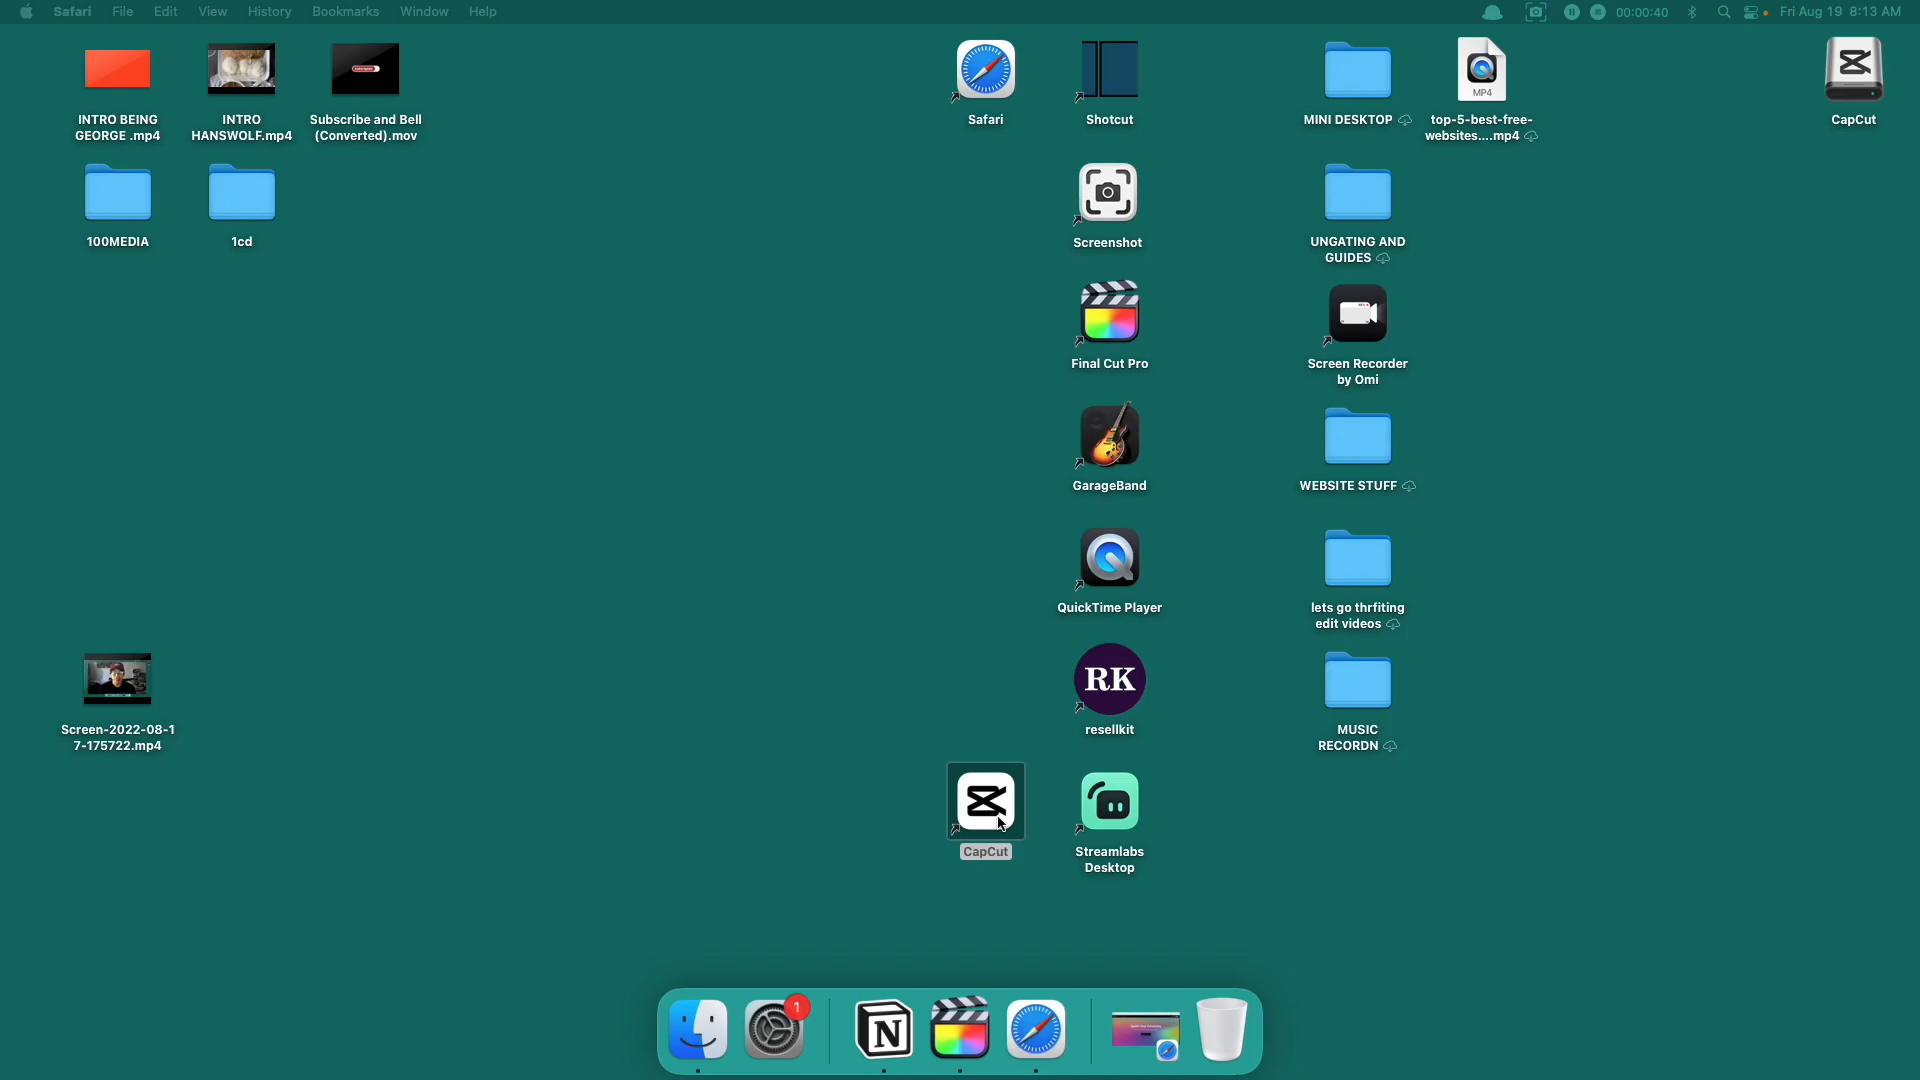 Safari File Edit View History Bookmarks Window Help
00:00:40 Fri Aug 19 8:13 AM
INTRO BEING
GEORGE .mp4
INTRO
HANSWOLF.mp4
Subscribe and Bell
(Converted).mov
Safari
Shotcut
MINI DESKTOP
MP4
top-5-best-free-
websites....mp4
CapCut
100MEDIA
1cd
Screenshot
UNGATING AND
GUIDES
Final Cut Pro
Screen Recorder
by Omi
GarageBand
WEBSITE STUFF
QuickTime Player
lets go thrfiting
edit videos
Screen-2022-08-1
7-175722.mp4
RK
resellkit
MUSIC
RECORDN
CapCut
Streamlabs
Desktop
1
N